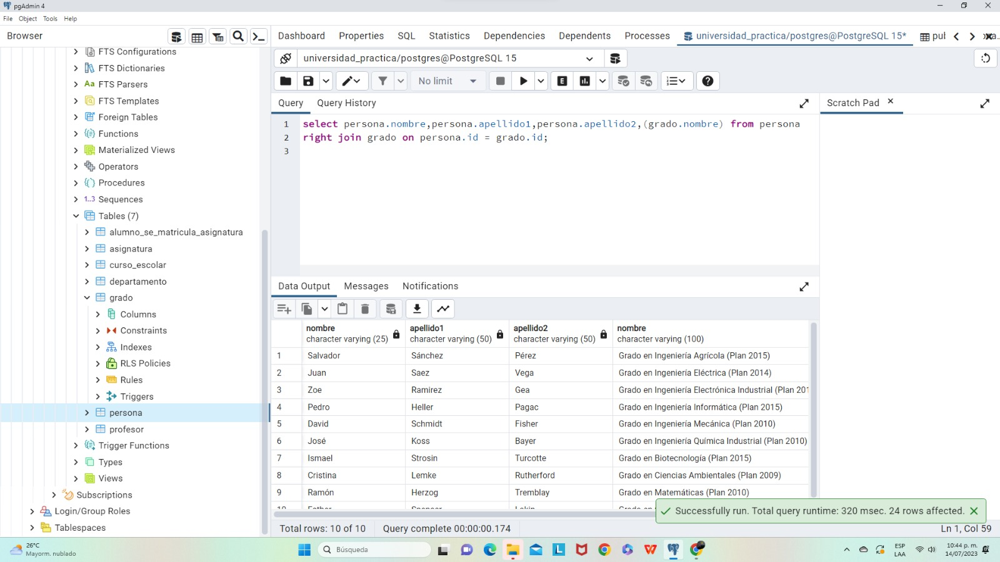 pgAdmin 4
File Object Tools Help
Browser
Dashboard Properties SQL Statistics Dependencies Dependents Processes universidad_practica/postgres@PostgreSQL 15*
universidad_practica/postgres@PostgreSQL 15
No limit
Query Query History
Scratch Pad
1 select persona.nombre,persona.apellido1,persona.apellido2,(grado.nombre) from persona
2 right join grado on persona.id = grado.id;
3
FTS Configurations
FTS Dictionaries
Aa FTS Parsers
FTS Templates
Foreign Tables
Functions
Materialized Views
Operators
Procedures
1..3 Sequences
Tables (7)
alumno_se_matricula_asignatura
asignatura
curso_escolar
departamento
grado
Columns
Constraints
Indexes
RLS Policies
Rules
Triggers
persona
profesor
Trigger Functions
Types
Views
Subscriptions
Login/Group Roles
Tablespaces
Data Output Messages Notifications
nombre apellido1 apellido2 nombre
character varying (25) character varying (50) character varying (50) character varying (100)
1 Salvador Sánchez Pérez Grado en Ingeniería Agrícola (Plan 2015)
2 Juan Saez Vega Grado en Ingeniería Eléctrica (Plan 2014)
3 Zoe Ramirez Gea Grado en Ingeniería Electrónica Industrial (Plan 201
4 Pedro Heller Pagac Grado en Ingeniería Informática (Plan 2015)
5 David Schmidt Fisher Grado en Ingeniería Mecánica (Plan 2010)
6 José Koss Bayer Grado en Ingeniería Química Industrial (Plan 2010)
7 Ismael Strosin Turcotte Grado en Biotecnología (Plan 2015)
8 Cristina Lemke Rutherford Grado en Ciencias Ambientales (Plan 2009)
9 Ramón Herzog Tremblay Grado en Matemáticas (Plan 2010)
Successfully run. Total query runtime: 320 msec. 24 rows affected.
Total rows: 10 of 10 Query complete 00:00:00.174 Ln 1, Col 59
26°C
Mayorm. nublado
Búsqueda
ESP
LAA
10:44 p. m.
14/07/2023